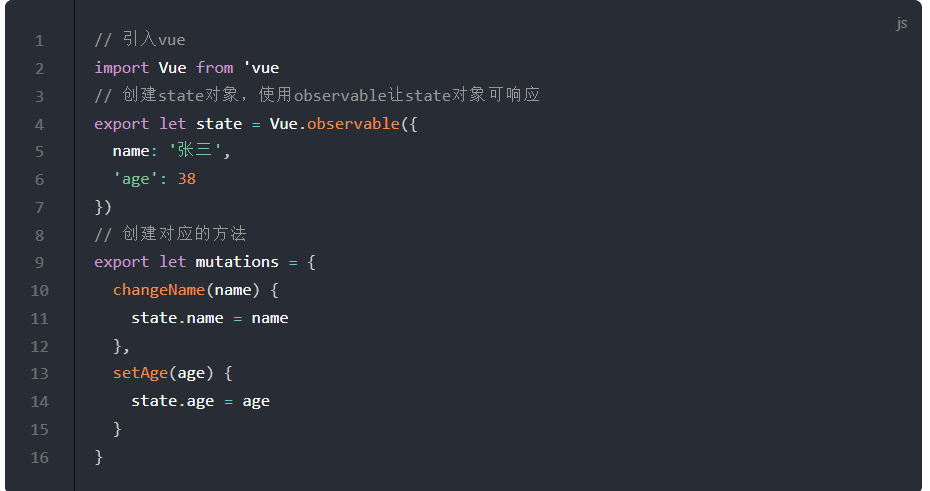 js
1 // 引入vue
2 import Vue from 'vue
3 // 创建state对象，使用observable让state对象可响应
4 export let state = Vue.observable({
5   name: '张三',
6   'age': 38
7 })
8 // 创建对应的方法
9 export let mutations = {
10   changeName(name) {
11     state.name = name
12   },
13   setAge(age) {
14     state.age = age
15   }
16 }